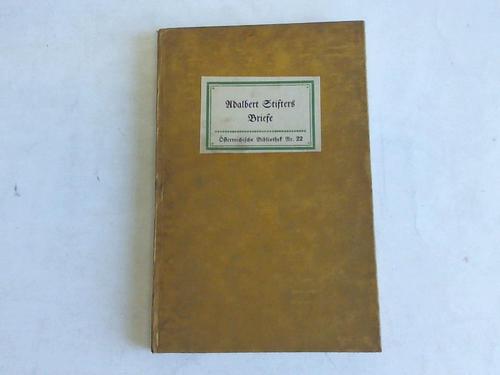 Adalbert Stifters
Briefe
Österreichische Bibliothek Nr. 22